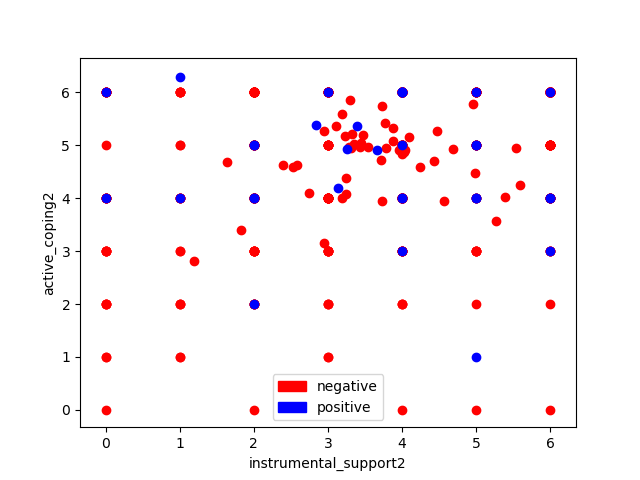 6
5
4
3
2
1
0
active_coping2
negative
positive
0 1 2 3 4 5 6
instrumental_support2